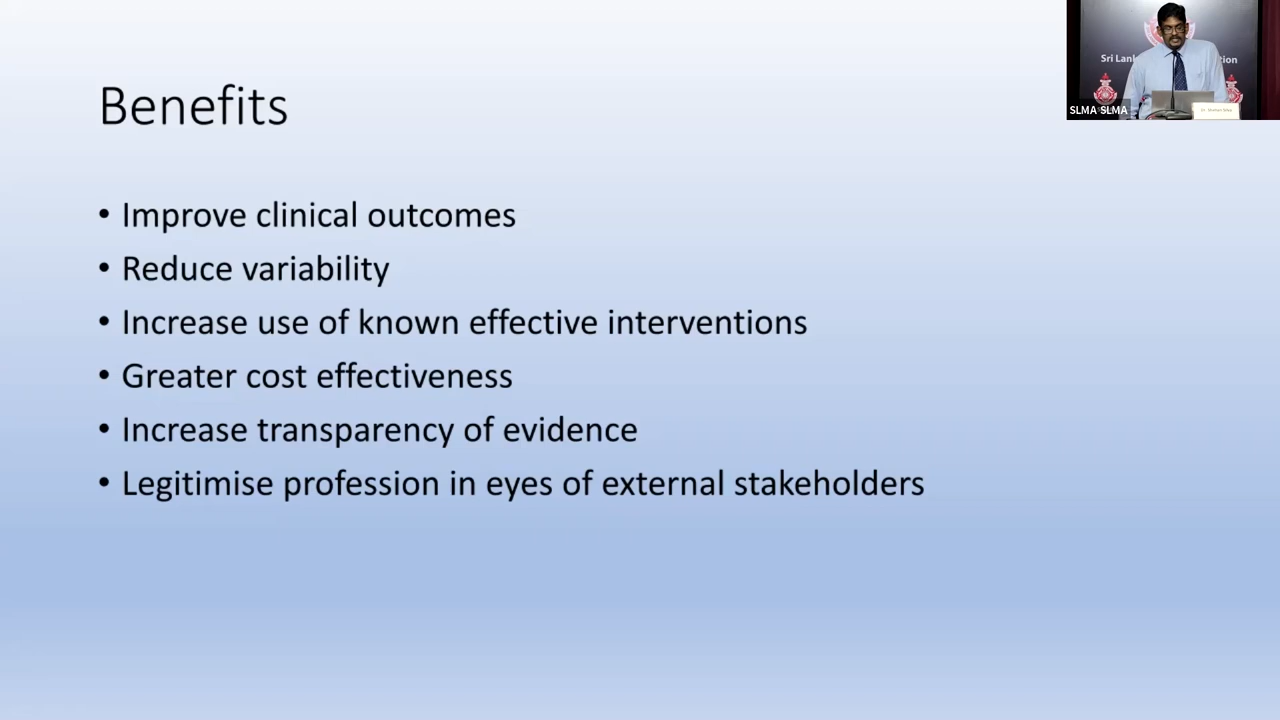 Benefits
• Improve clinical outcomes
• Reduce variability
• Increase use of known effective interventions
• Greater cost effectiveness
• Increase transparency of evidence
• Legitimise profession in eyes of external stakeholders
SLMA SLMA